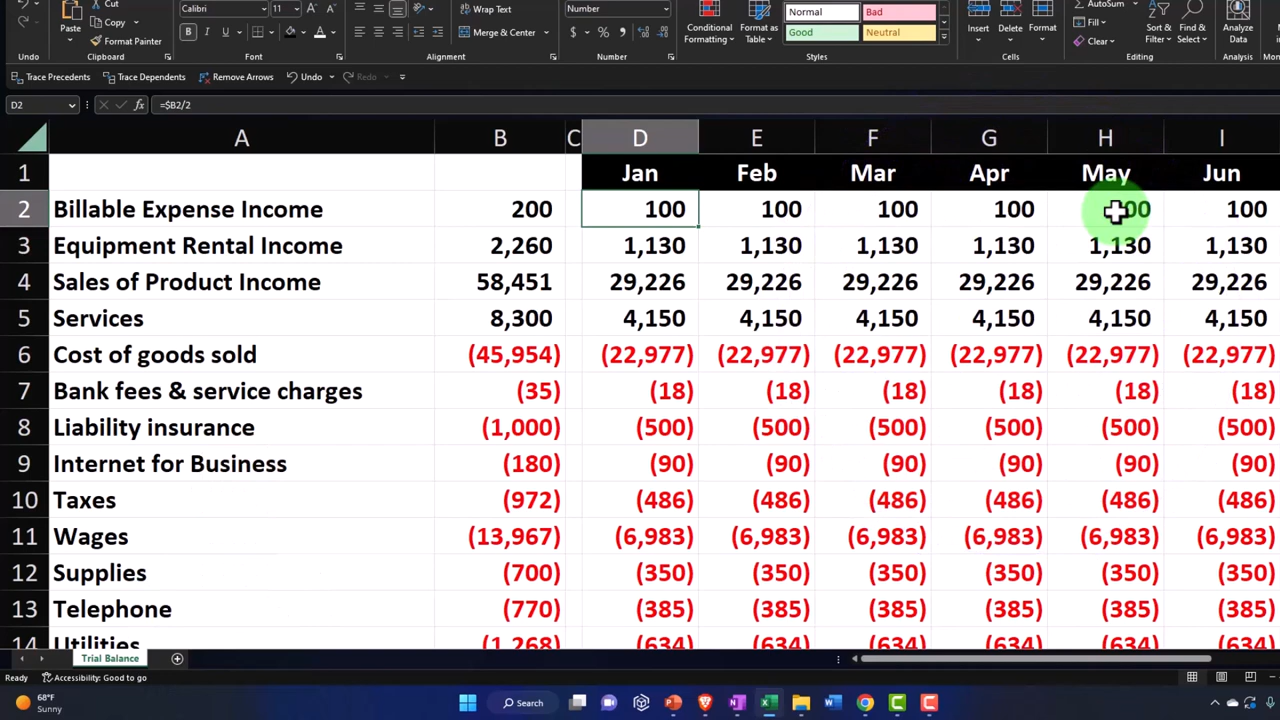 Cut
Copy
Paste
Format Painter
Calibri
11
Wrap Text
Merge & Center
Number
Conditional Formatting
Format as Table
Normal
Bad
Good
Neutral
Insert
Delete
Format
AutoSum
Fill
Clear
Sort & Filter
Find & Select
Analyze Data
Undo
Clipboard
Font
Alignment
Number
Styles
Cells
Editing
Analysis
Trace Precedents
Trace Dependents
Remove Arrows
Undo
Redo
D2
=$B2/2
A B C D E F G H I
1 Jan Feb Mar Apr May Jun
2 Billable Expense Income 200 100 100 100 100 100
3 Equipment Rental Income 2,260 1,130 1,130 1,130 1,130 1,130 1,130
4 Sales of Product Income 58,451 29,226 29,226 29,226 29,226 29,226 29,226
5 Services 8,300 4,150 4,150 4,150 4,150 4,150 4,150
6 Cost of goods sold (45,954) (22,977) (22,977) (22,977) (22,977) (22,977) (22,977)
7 Bank fees & service charges (35) (18) (18) (18) (18) (18) (18)
8 Liability insurance (1,000) (500) (500) (500) (500) (500) (500)
9 Internet for Business (180) (90) (90) (90) (90) (90) (90)
10 Taxes (972) (486) (486) (486) (486) (486) (486)
11 Wages (13,967) (6,983) (6,983) (6,983) (6,983) (6,983) (6,983)
12 Supplies (700) (350) (350) (350) (350) (350) (350)
13 Telephone (770) (385) (385) (385) (385) (385) (385)
14 Utilities (1,268) (634) (634) (634) (634) (634) (634)
Trial Balance
Ready
Accessibility: Good to go
68°F
Sunny
Search